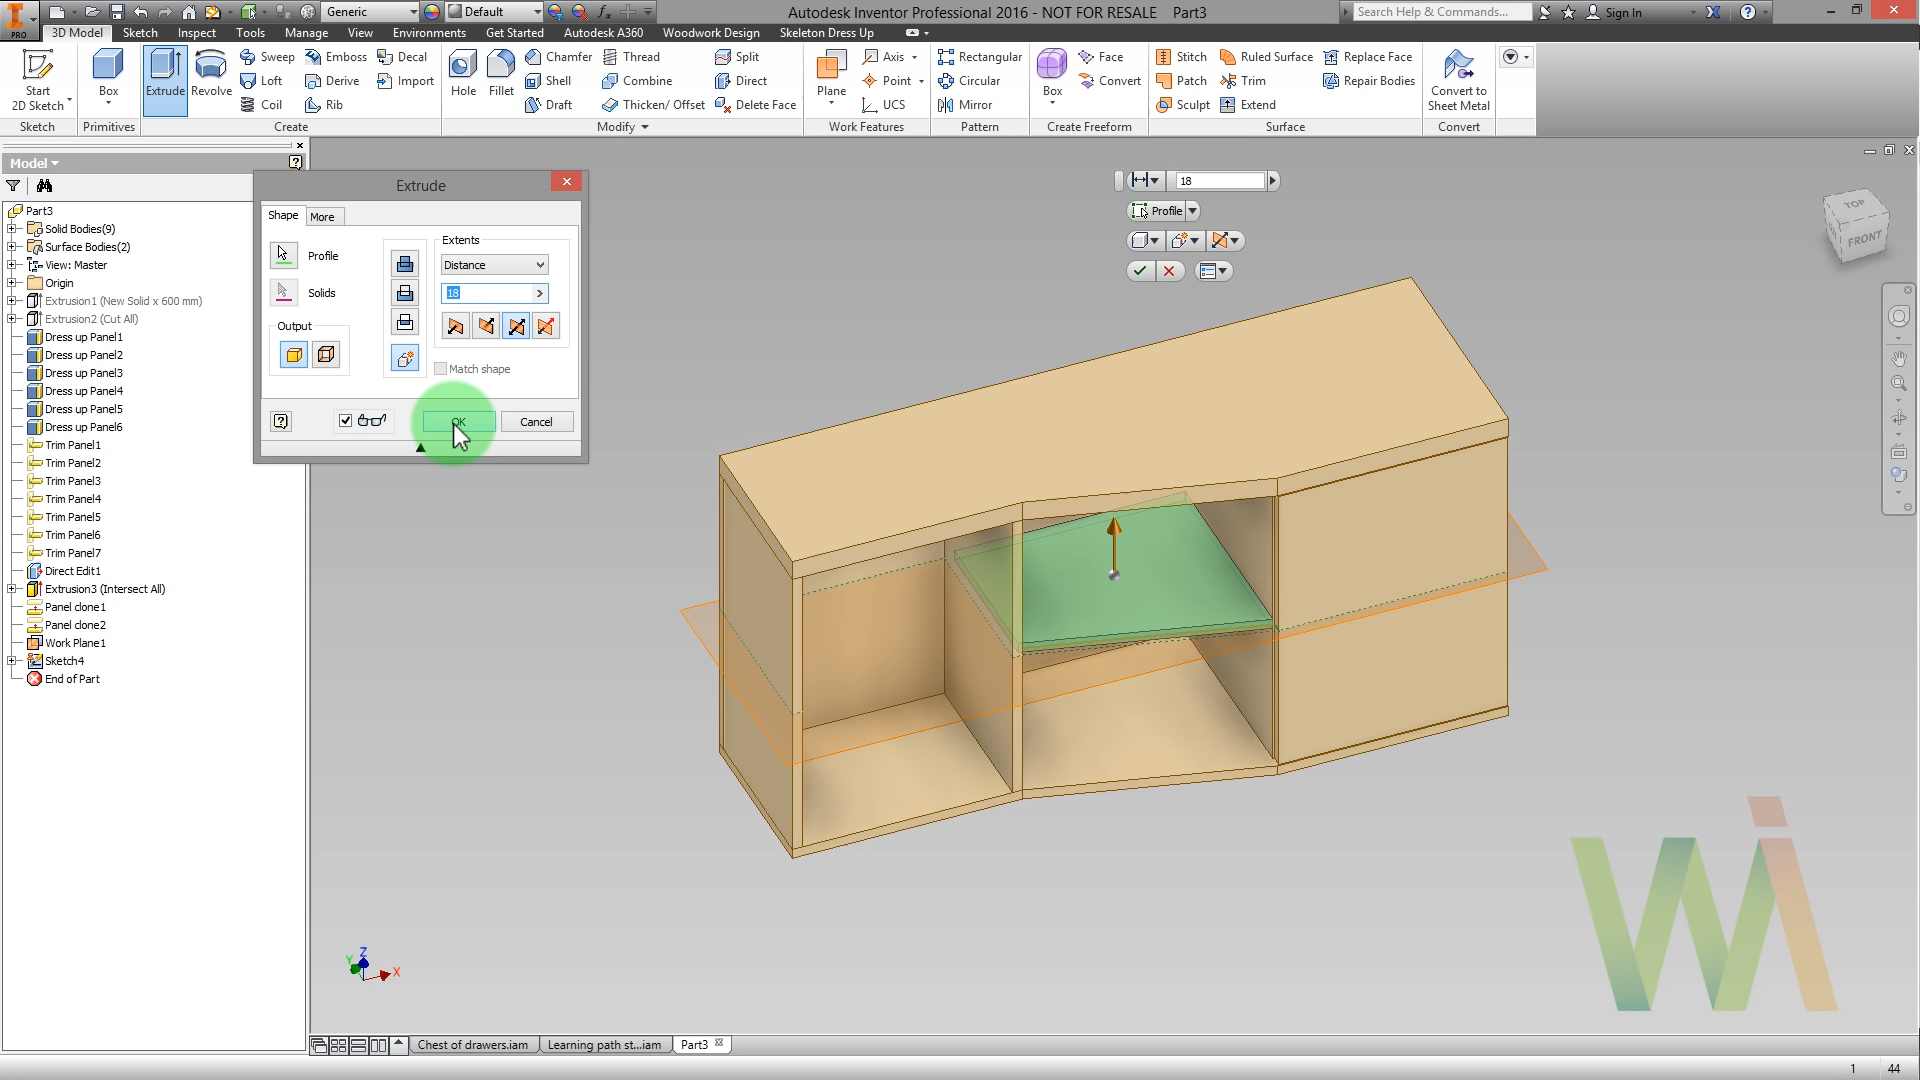 Generic
Default
Autodesk Inventor Professional 2016 - NOT FOR RESALE Part3
Search Help & Commands...
Sign In
PRO
3D Model
Sketch
Inspect
Tools
Manage
View
Environments
Get Started
Autodesk A360
Woodwork Design
Skeleton Dress Up
Start
2D Sketch
Box
Extrude
Revolve
Sweep
Loft
Coil
Emboss
Derive
Rib
Decal
Import
Hole
Fillet
Chamfer
Shell
Draft
Thread
Combine
Thicken/ Offset
Split
Direct
Delete Face
Plane
Axis
Point
UCS
Rectangular
Circular
Mirror
Box
Face
Convert
Stitch
Patch
Sculpt
Ruled Surface
Trim
Extend
Replace Face
Repair Bodies
Convert to
Sheet Metal
Sketch
Primitives
Create
Modify
Work Features
Pattern
Create Freeform
Surface
Convert
Model
Part3
Solid Bodies(9)
Surface Bodies(2)
View: Master
Origin
Extrusion1 (New Solid x 600 mm)
Extrusion2 (Cut All)
Dress up Panel1
Dress up Panel2
Dress up Panel3
Dress up Panel4
Dress up Panel5
Dress up Panel6
Trim Panel1
Trim Panel2
Trim Panel3
Trim Panel4
Trim Panel5
Trim Panel6
Trim Panel7
Direct Edit1
Extrusion3 (Intersect All)
Panel clone1
Panel clone2
Work Plane1
Sketch4
End of Part
Extrude
Shape
More
Profile
Solids
Output
Extents
Distance
18
Match shape
OK
Cancel
18
Profile
TOP
FRONT
Z
Y
X
Chest of drawers.iam
Learning path st...iam
Part3
1
44